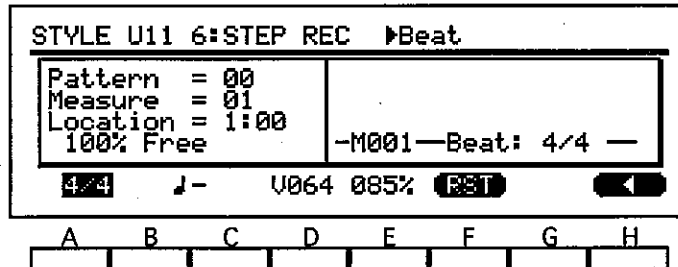 STYLE U11 6:STEP REC ▶Beat
Pattern = 00
Measure = 01
Location = 1:00
100% Free
-M001-Beat: 4/4 -
4/4 ♩- V064 085% RST ◀
A B C D E F G H